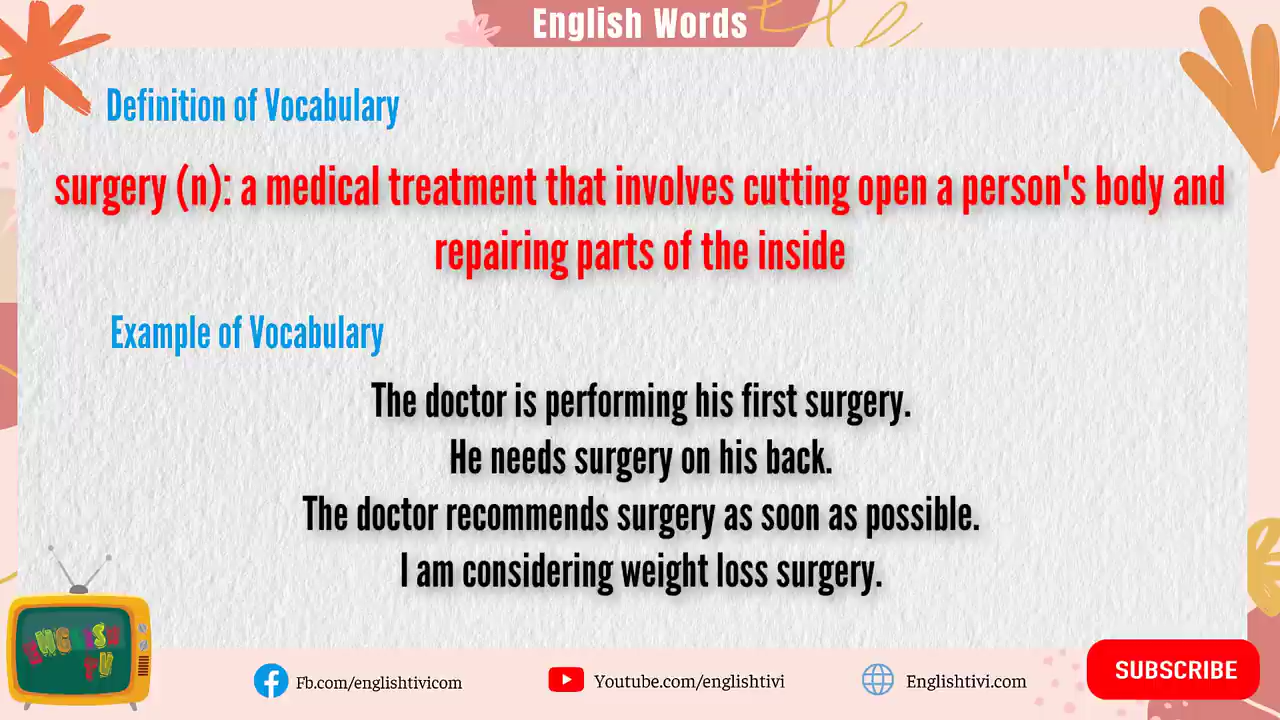 English Words
Definition of Vocabulary
surgery (n): a medical treatment that involves cutting open a person's body and
repairing parts of the inside
Example of Vocabulary
The doctor is performing his first surgery.
He needs surgery on his back.
The doctor recommends surgery as soon as possible.
I am considering weight loss surgery.
ENGLISH
TV
Fb.com/englishtivicom
Youtube.com/englishtivi
Englishtivi.com
SUBSCRIBE